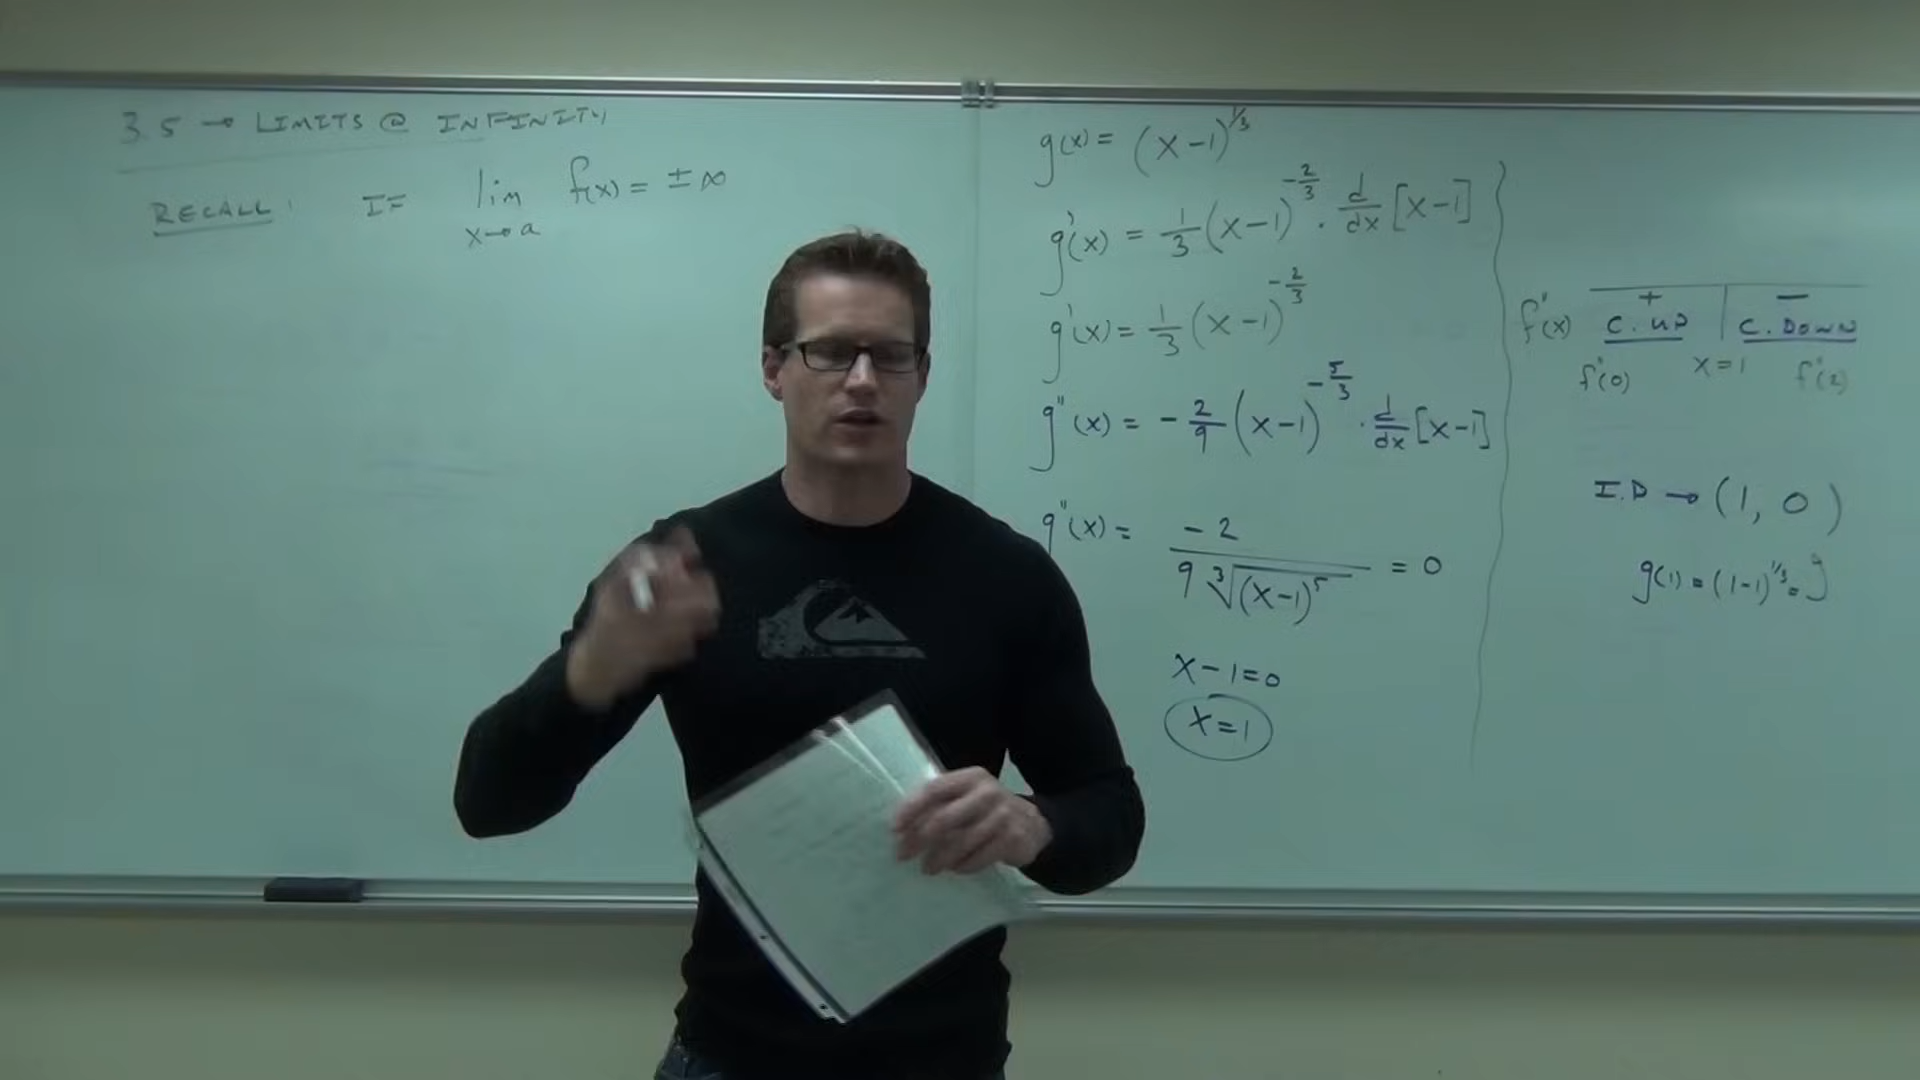 3.5 → LIMITS @ INFINITY
RECALL: IF lim x→a f(x) = ±∞
g(x) = (x-1)^1/3
g'(x) = 1/3 (x-1)^-2/3 · d/dx [x-1]
g'(x) = 1/3 (x-1)^-2/3
g''(x) = -2/9 (x-1)^-5/3 · d/dx [x-1]
g''(x) = -2 / 9 ∛(x-1)^5 = 0
x-1=0
x=1
+ | −
f''(x) C. UP | C. DOWN
f''(0) x=1 f''(2)
I.P → (1, 0)
g(1) = (1-1)^1/3 =